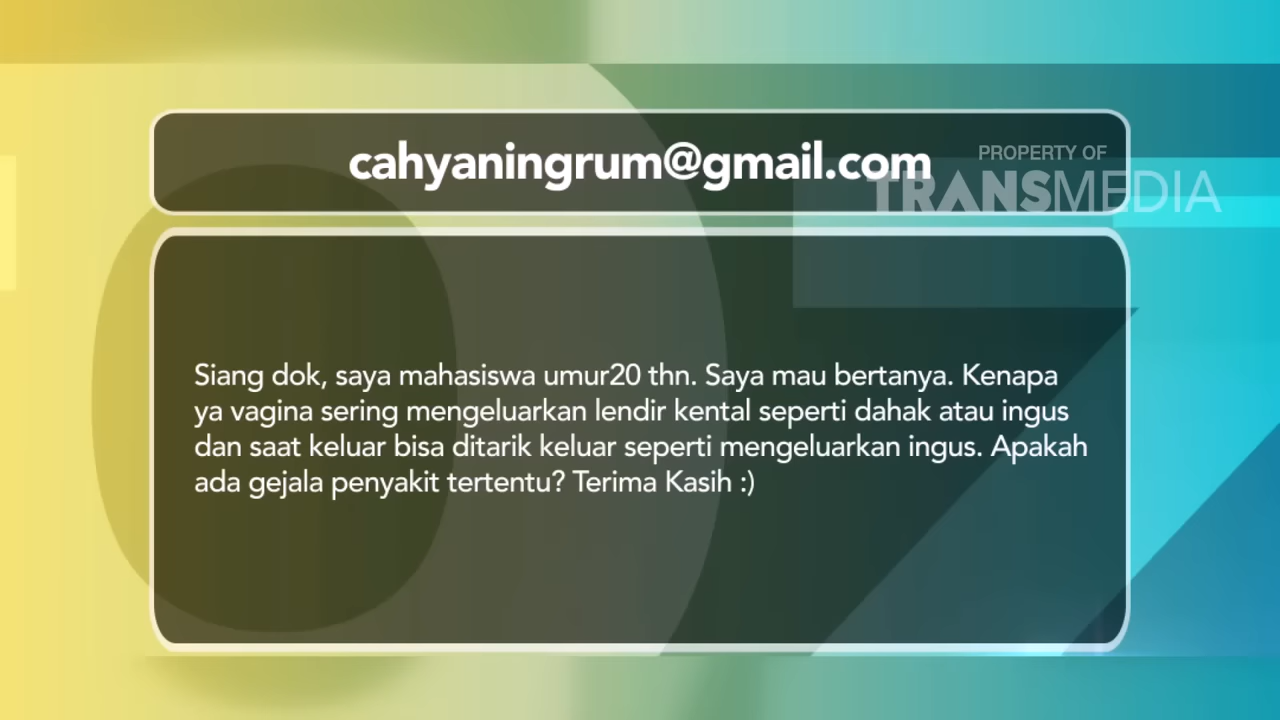 cahyaningrum@gmail.com
PROPERTY OF
TRANSMEDIA
Siang dok, saya mahasiswa umur20 thn. Saya mau bertanya. Kenapa
ya vagina sering mengeluarkan lendir kental seperti dahak atau ingus
dan saat keluar bisa ditarik keluar seperti mengeluarkan ingus. Apakah
ada gejala penyakit tertentu? Terima Kasih :)